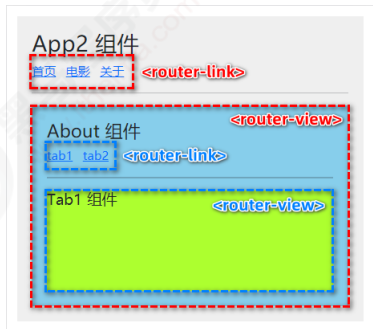 App2 组件
首页 电影 关于 <router-link>
<router-view>
About 组件
tab1 tab2 <router-link>
Tab1 组件 <router-view>